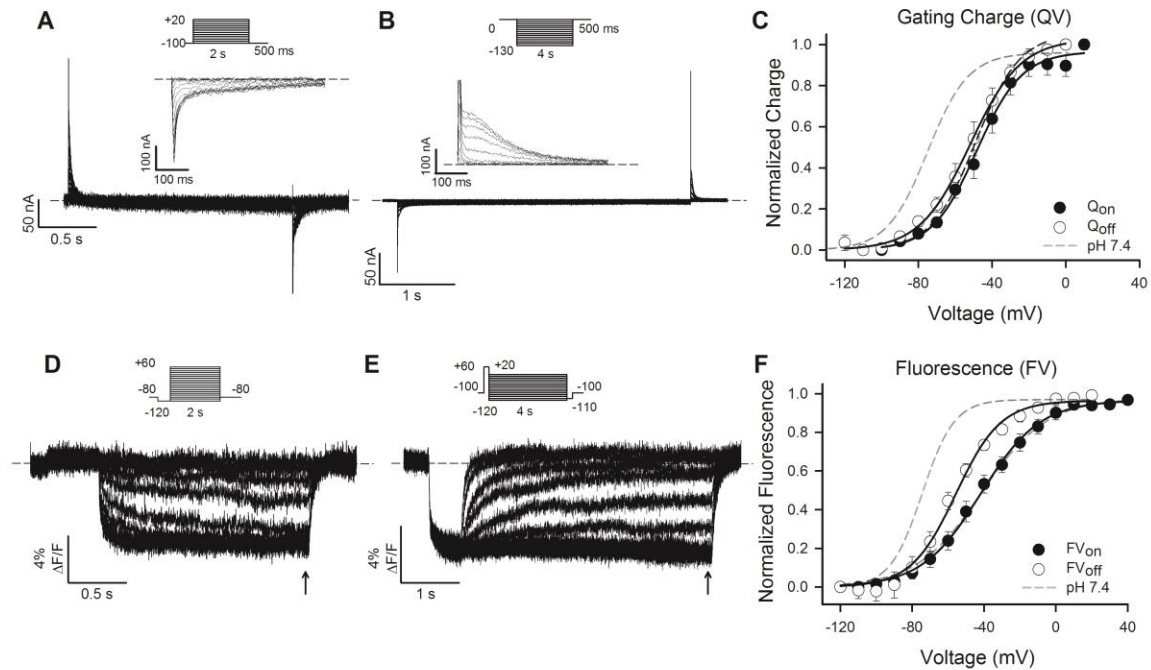 A
+20
-100
2 s
500 ms
100 nA
100 ms
50 nA
0.5 s
B
0
500 ms
-130
4 s
100 nA
100 ms
50 nA
1 s
C
Gating Charge (QV)
Normalized Charge
1.0
0.8
0.6
0.4
0.2
0.0
Qon
Qoff
pH 7.4
-120
-80
-40
0
40
Voltage (mV)
D
+60
-80
-80
-120
2 s
4%
ΔF/F
0.5 s
E
+60
+20
-100
-100
-120
4 s
-110
4%
ΔF/F
1 s
F
Fluorescence (FV)
Normalized Fluorescence
1.0
0.8
0.6
0.4
0.2
0.0
FVon
FVoff
pH 7.4
-120
-80
-40
0
40
Voltage (mV)